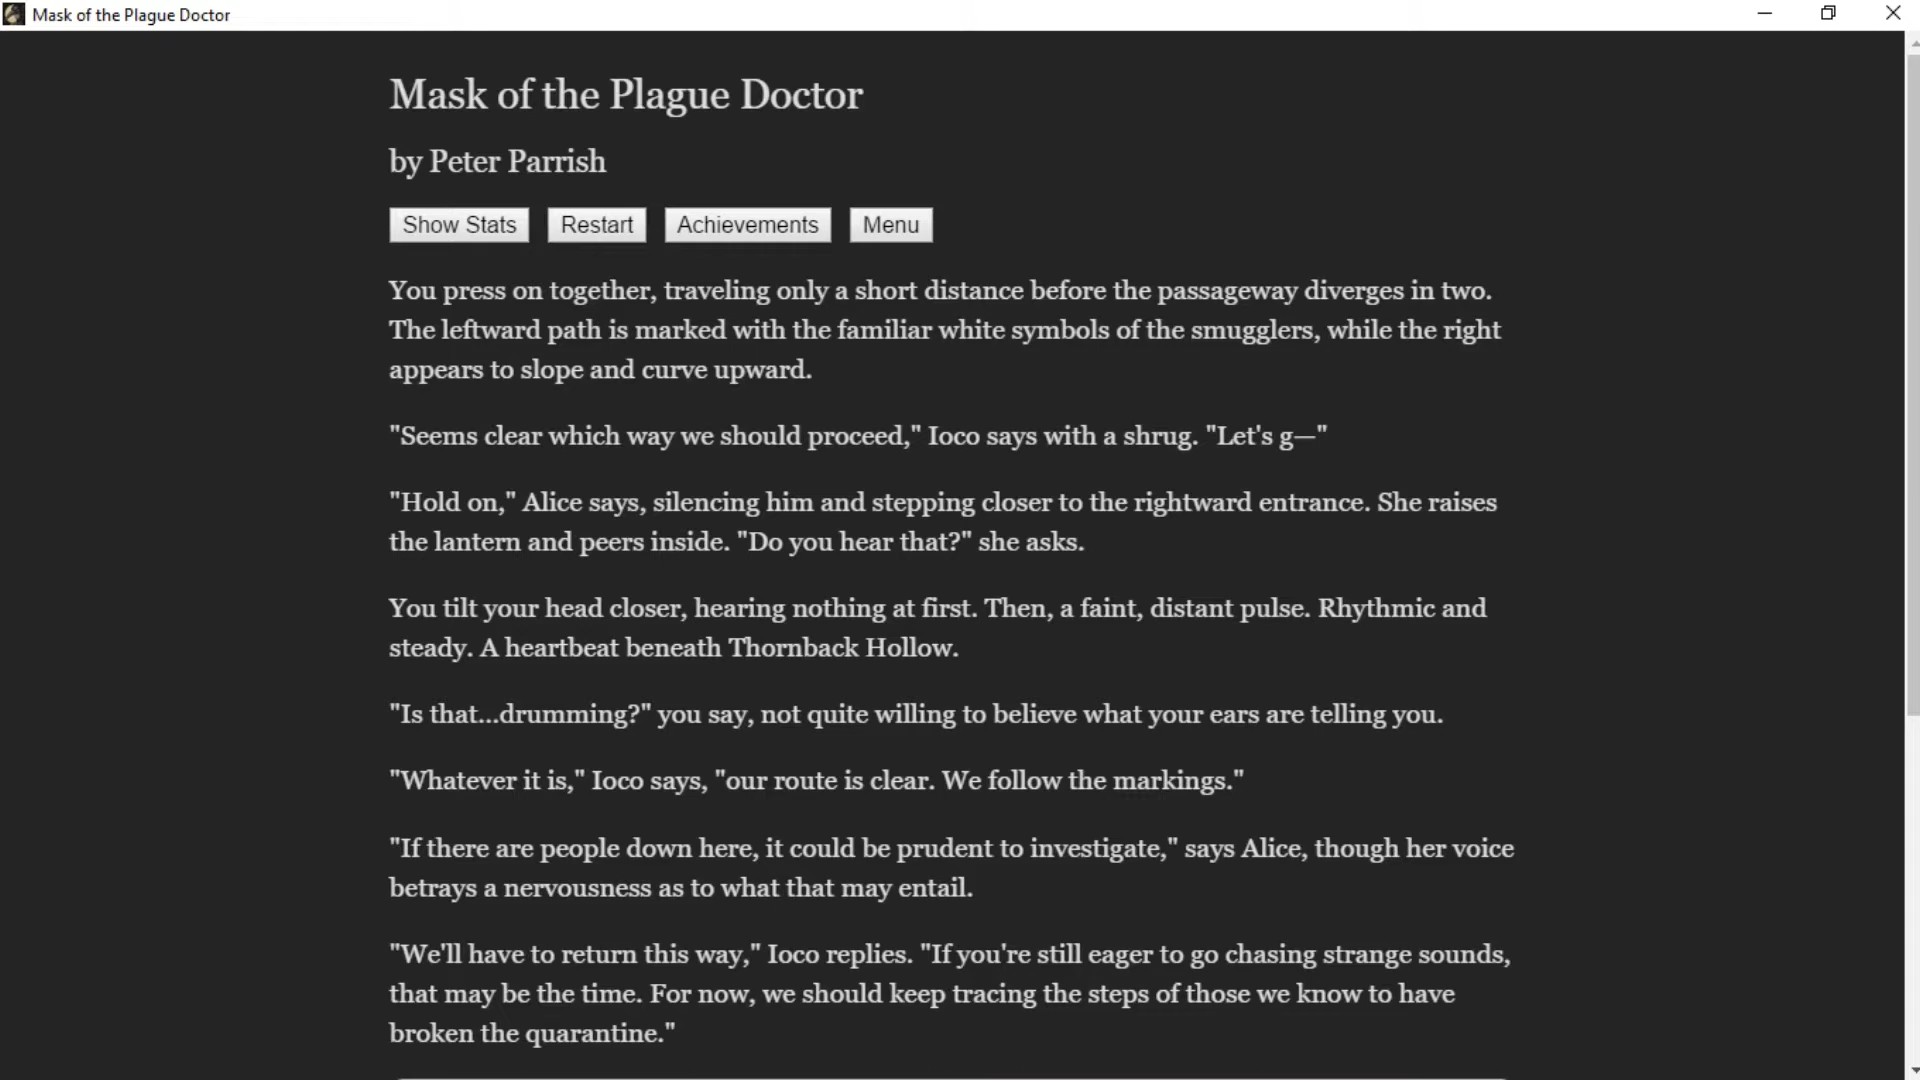 Mask of the Plague Doctor
Mask of the Plague Doctor
by Peter Parrish
Show Stats Restart Achievements Menu
You press on together, traveling only a short distance before the passageway diverges in two.
The leftward path is marked with the familiar white symbols of the smugglers, while the right
appears to slope and curve upward.
"Seems clear which way we should proceed," Ioco says with a shrug. "Let's g—"
"Hold on," Alice says, silencing him and stepping closer to the rightward entrance. She raises
the lantern and peers inside. "Do you hear that?" she asks.
You tilt your head closer, hearing nothing at first. Then, a faint, distant pulse. Rhythmic and
steady. A heartbeat beneath Thornback Hollow.
"Is that...drumming?" you say, not quite willing to believe what your ears are telling you.
"Whatever it is," Ioco says, "our route is clear. We follow the markings."
"If there are people down here, it could be prudent to investigate," says Alice, though her voice
betrays a nervousness as to what that may entail.
"We'll have to return this way," Ioco replies. "If you're still eager to go chasing strange sounds,
that may be the time. For now, we should keep tracing the steps of those we know to have
broken the quarantine."